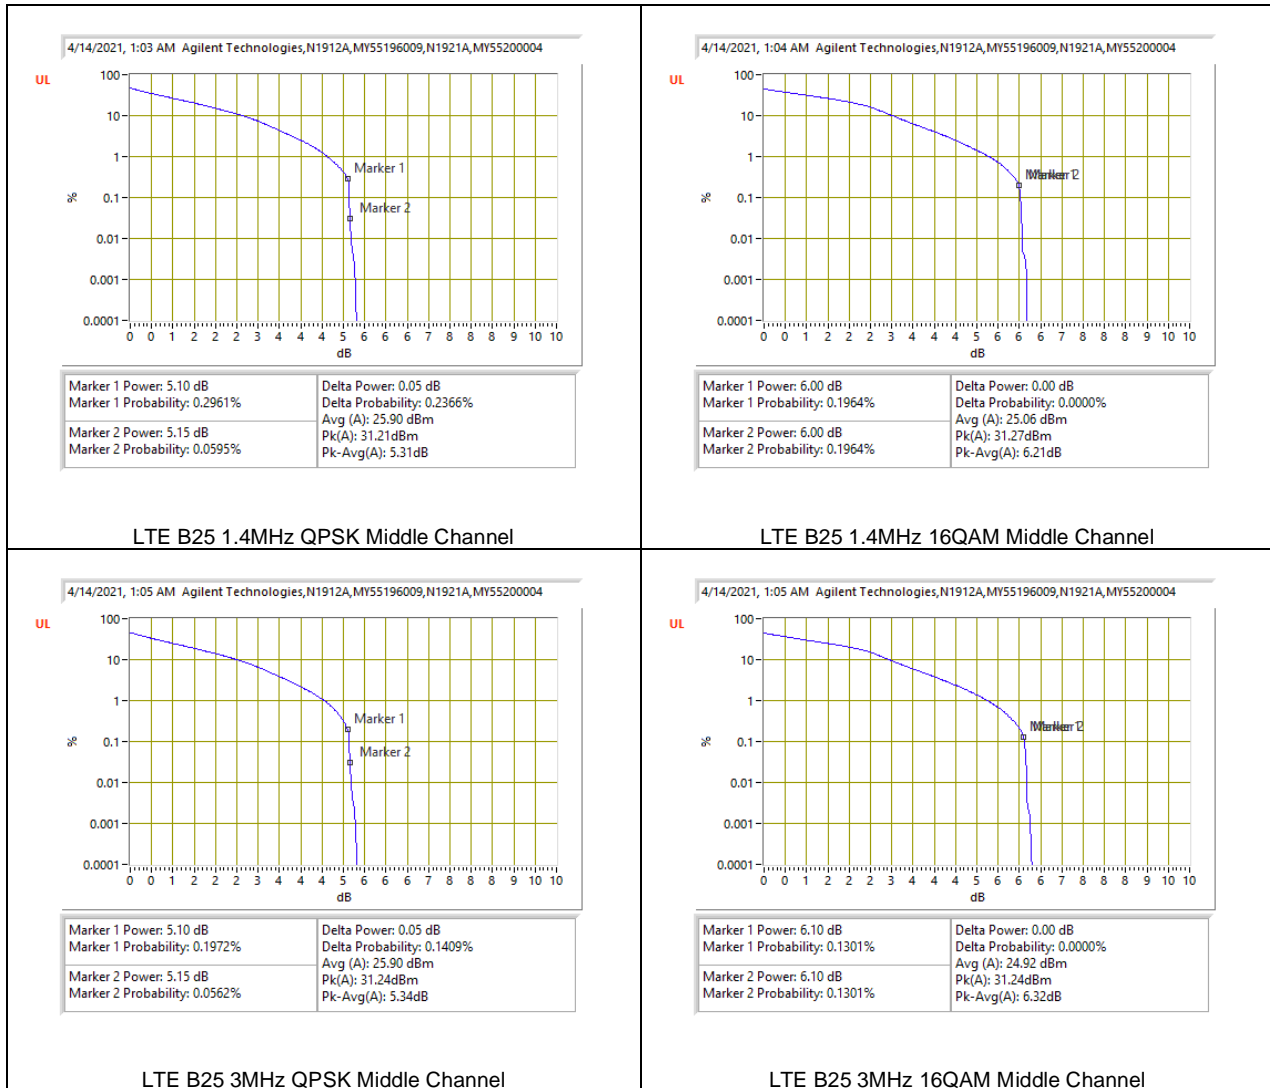 4/14/2021, 1:03 AM Agilent Technologies,N1912A,MY55196009,N1921A,MY55200004
UL
100
10
1
0.1
0.01
0.001
0.0001
%
Marker 1
Marker 2
0 0 1 2 2 2 3 4 4 4 5 6 6 6 7 8 8 8 9 10 10
dB
Marker 1 Power: 5.10 dB
Marker 1 Probability: 0.2961%
Marker 2 Power: 5.15 dB
Marker 2 Probability: 0.0595%
Delta Power: 0.05 dB
Delta Probability: 0.2366%
Avg (A): 25.90 dBm
Pk(A): 31.21dBm
Pk-Avg(A): 5.31dB
LTE B25 1.4MHz QPSK Middle Channel
4/14/2021, 1:04 AM Agilent Technologies,N1912A,MY55196009,N1921A,MY55200004
UL
100
10
1
0.1
0.01
0.001
0.0001
%
0 0 1 2 2 2 3 4 4 4 5 6 6 6 7 8 8 8 9 10 10
dB
Marker 1 Power: 6.00 dB
Marker 1 Probability: 0.1964%
Marker 2 Power: 6.00 dB
Marker 2 Probability: 0.1964%
Delta Power: 0.00 dB
Delta Probability: 0.0000%
Avg (A): 25.06 dBm
Pk(A): 31.27dBm
Pk-Avg(A): 6.21dB
LTE B25 1.4MHz 16QAM Middle Channel
4/14/2021, 1:05 AM Agilent Technologies,N1912A,MY55196009,N1921A,MY55200004
UL
100
10
1
0.1
0.01
0.001
0.0001
%
Marker 1
Marker 2
0 0 1 2 2 2 3 4 4 4 5 6 6 6 7 8 8 8 9 10 10
dB
Marker 1 Power: 5.10 dB
Marker 1 Probability: 0.1972%
Marker 2 Power: 5.15 dB
Marker 2 Probability: 0.0562%
Delta Power: 0.05 dB
Delta Probability: 0.1409%
Avg (A): 25.90 dBm
Pk(A): 31.24dBm
Pk-Avg(A): 5.34dB
LTE B25 3MHz QPSK Middle Channel
4/14/2021, 1:05 AM Agilent Technologies,N1912A,MY55196009,N1921A,MY55200004
UL
100
10
1
0.1
0.01
0.001
0.0001
%
0 0 1 2 2 2 3 4 4 4 5 6 6 6 7 8 8 8 9 10 10
dB
Marker 1 Power: 6.10 dB
Marker 1 Probability: 0.1301%
Marker 2 Power: 6.10 dB
Marker 2 Probability: 0.1301%
Delta Power: 0.00 dB
Delta Probability: 0.0000%
Avg (A): 24.92 dBm
Pk(A): 31.24dBm
Pk-Avg(A): 6.32dB
LTE B25 3MHz 16QAM Middle Channel